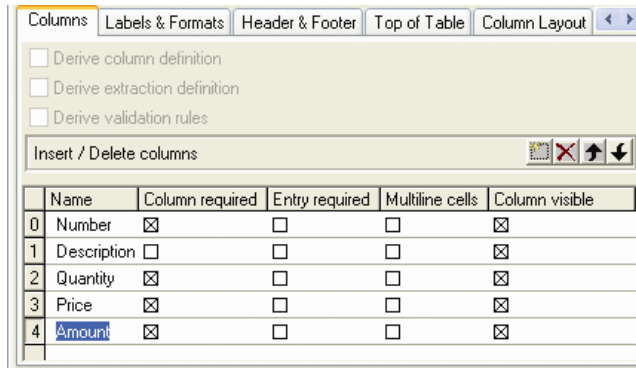 Columns Labels & Formats Header & Footer Top of Table Column Layout
Derive column definition
Derive extraction definition
Derive validation rules
Insert / Delete columns
Name Column required Entry required Multiline cells Column visible
0 Number
1 Description
2 Quantity
3 Price
4 Amount